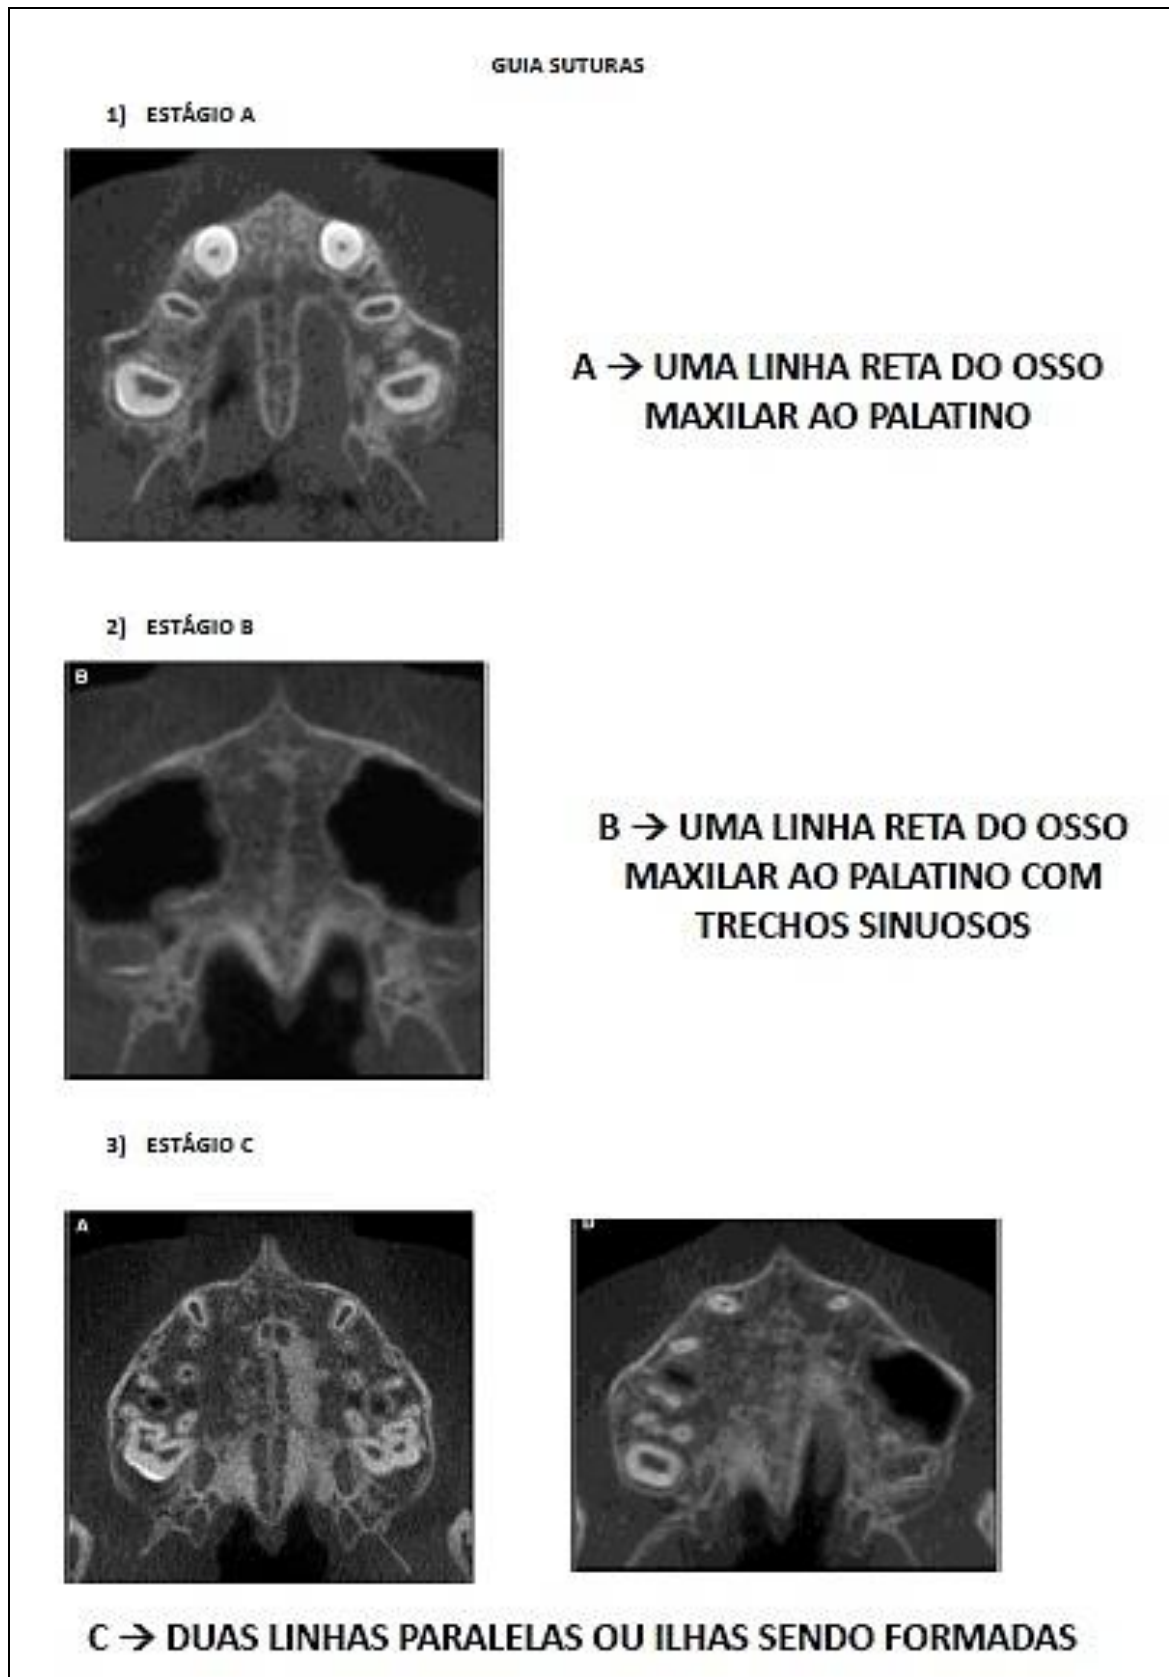 GUIA SUTURAS
1) ESTÁGIO A
A → UMA LINHA RETA DO OSSO
MAXILAR AO PALATINO
2) ESTÁGIO B
B
B → UMA LINHA RETA DO OSSO
MAXILAR AO PALATINO COM
TRECHOS SINUOSOS
3) ESTÁGIO C
A
C → DUAS LINHAS PARALELAS OU ILHAS SENDO FORMADAS